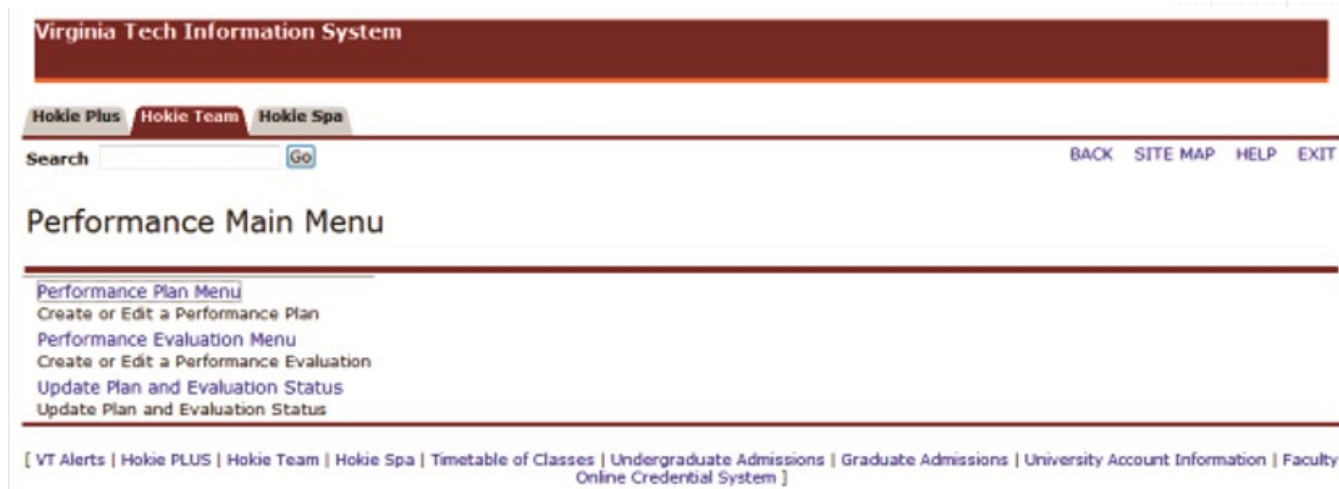 Virginia Tech Information System
Hokie Plus Hokie Team Hokie Spa
Search Go BACK SITE MAP HELP EXIT
Performance Main Menu
Performance Plan Menu
Create or Edit a Performance Plan
Performance Evaluation Menu
Create or Edit a Performance Evaluation
Update Plan and Evaluation Status
Update Plan and Evaluation Status
[ VT Alerts | Hokie PLUS | Hokie Team | Hokie Spa | Timetable of Classes | Undergraduate Admissions | Graduate Admissions | University Account Information | Faculty
Online Credential System ]